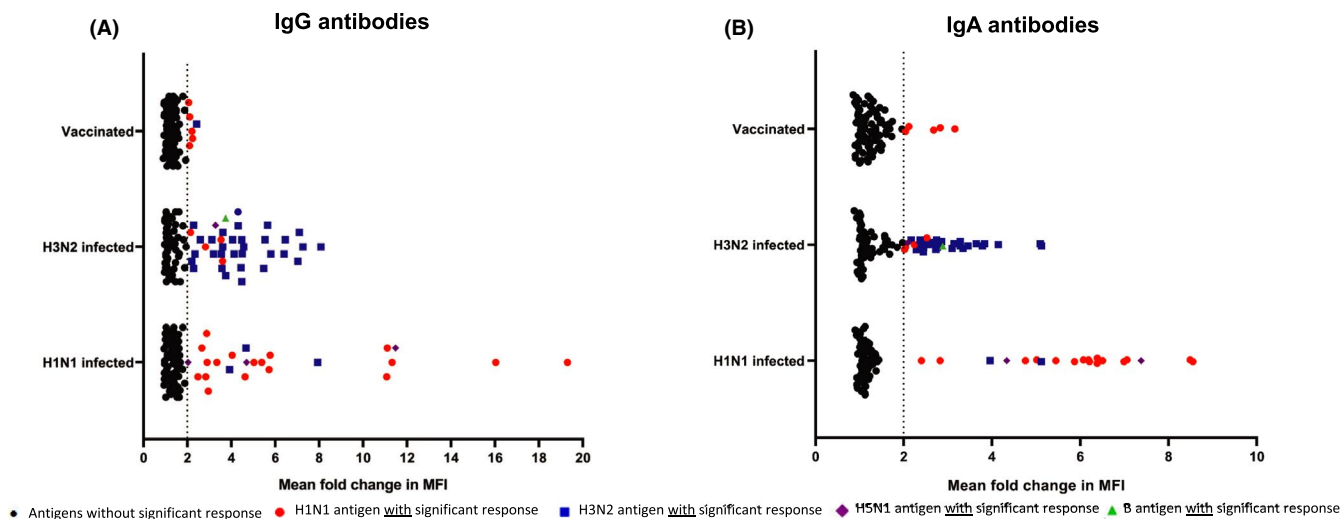 (A)
IgG antibodies
Vaccinated
H3N2 infected
H1N1 infected
0 2 4 6 8 10 12 14 16 18 20
Mean fold change in MFI
(B)
IgA antibodies
Vaccinated
H3N2 infected
H1N1 infected
0 2 4 6 8 10
Mean fold change in MFI
Antigens without significant response H1N1 antigen with significant response H3N2 antigen with significant response H5N1 antigen with significant response B antigen with significant response